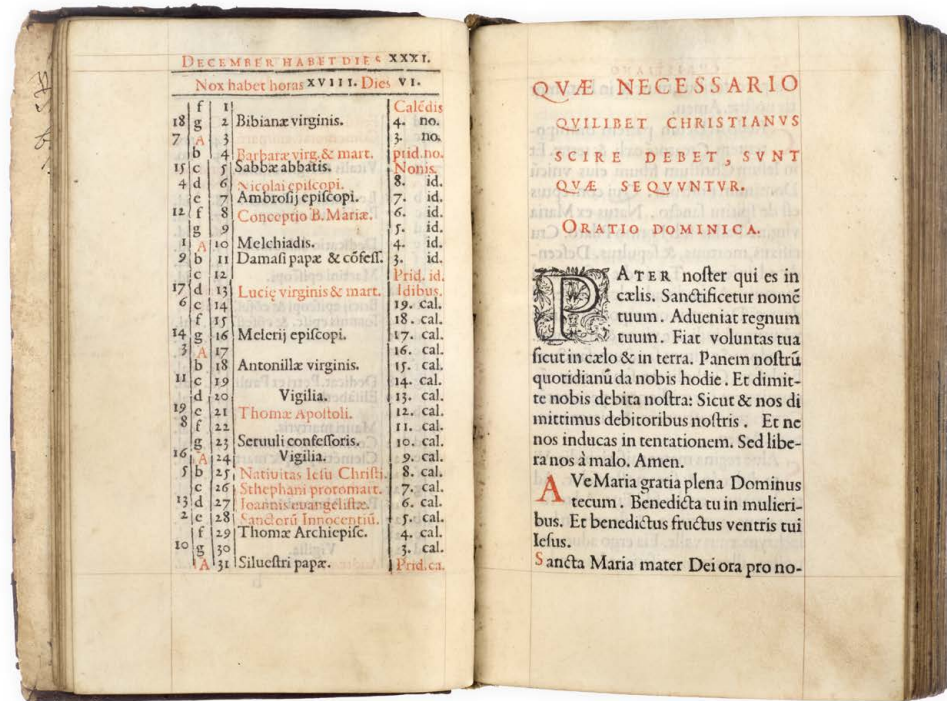 DECEMBER HABET DIES XXXI.
Nox habet horas XVIII. Dies VI.
f 1 Calẽdis
18 g 2 Bibianæ virginis. 4. no.
7 A 3 3. no.
b 4 Barbaræ virg. & mart. prid. no.
15 c 5 Sabbæ abbatis. Nonis.
4 d 6 Nicolai epiſcopi. 8. id.
e 7 Ambroſij epiſcopi. 7. id.
12 f 8 Conceptio B. Mariæ. 6. id.
g 9 5. id.
1 A 10 Melchiadis. 4. id.
9 b 11 Damaſi papæ & cõfeſſ. 3. id.
c 12 Prid. id.
17 d 13 Lucię virginis & mart. Idibus.
6 e 14 19. cal.
f 15 18. cal.
14 g 16 Melerij epiſcopi. 17. cal.
3 A 17 16. cal.
b 18 Antonillæ virginis. 15. cal.
11 c 19 14. cal.
d 20 Vigilia. 13. cal.
19 e 21 Thomæ Apoſtoli. 12. cal.
8 f 22 11. cal.
g 23 Seruuli confeſſoris. 10. cal.
16 A 24 Vigilia. 9. cal.
5 b 25 Natiuitas Ieſu Chriſti. 8. cal.
c 26 Sthephani protomart. 7. cal.
13 d 27 Ioannis euangeliſtæ. 6. cal.
2 e 28 Sanctorũ Innocentiũ. 5. cal.
f 29 Thomæ Archiepiſc. 4. cal.
10 g 30 3. cal.
A 31 Silueſtri papæ. Prid. ca.
QVÆ NECESSARIO
QVILIBET CHRISTIANVS
SCIRE DEBET, SVNT
QVÆ SEQVVNTVR.
ORATIO DOMINICA.
PATER noſter qui es in
cælis. Sanctificetur nomẽ
tuum. Adueniat regnum
tuum. Fiat voluntas tua
ſicut in cælo & in terra. Panem noſtrũ
quotidianũ da nobis hodie. Et dimit-
te nobis debita noſtra: Sicut & nos di
mittimus debitoribus noſtris. Et ne
nos inducas in tentationem. Sed libe-
ra nos à malo. Amen.
AVe Maria gratia plena Dominus
tecum. Benedicta tu in mulieri-
bus. Et benedictus fructus ventris tui
Ieſus.
Sancta Maria mater Dei ora pro no-